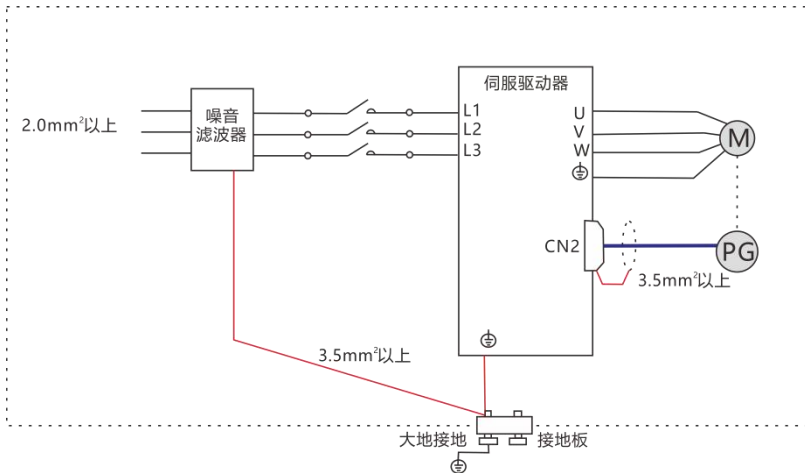 伺服驱动器
噪音
滤波器
2.0mm²以上
L1
L2
L3
U
V
W
M
CN2
PG
3.5mm²以上
3.5mm²以上
大地接地
接地板